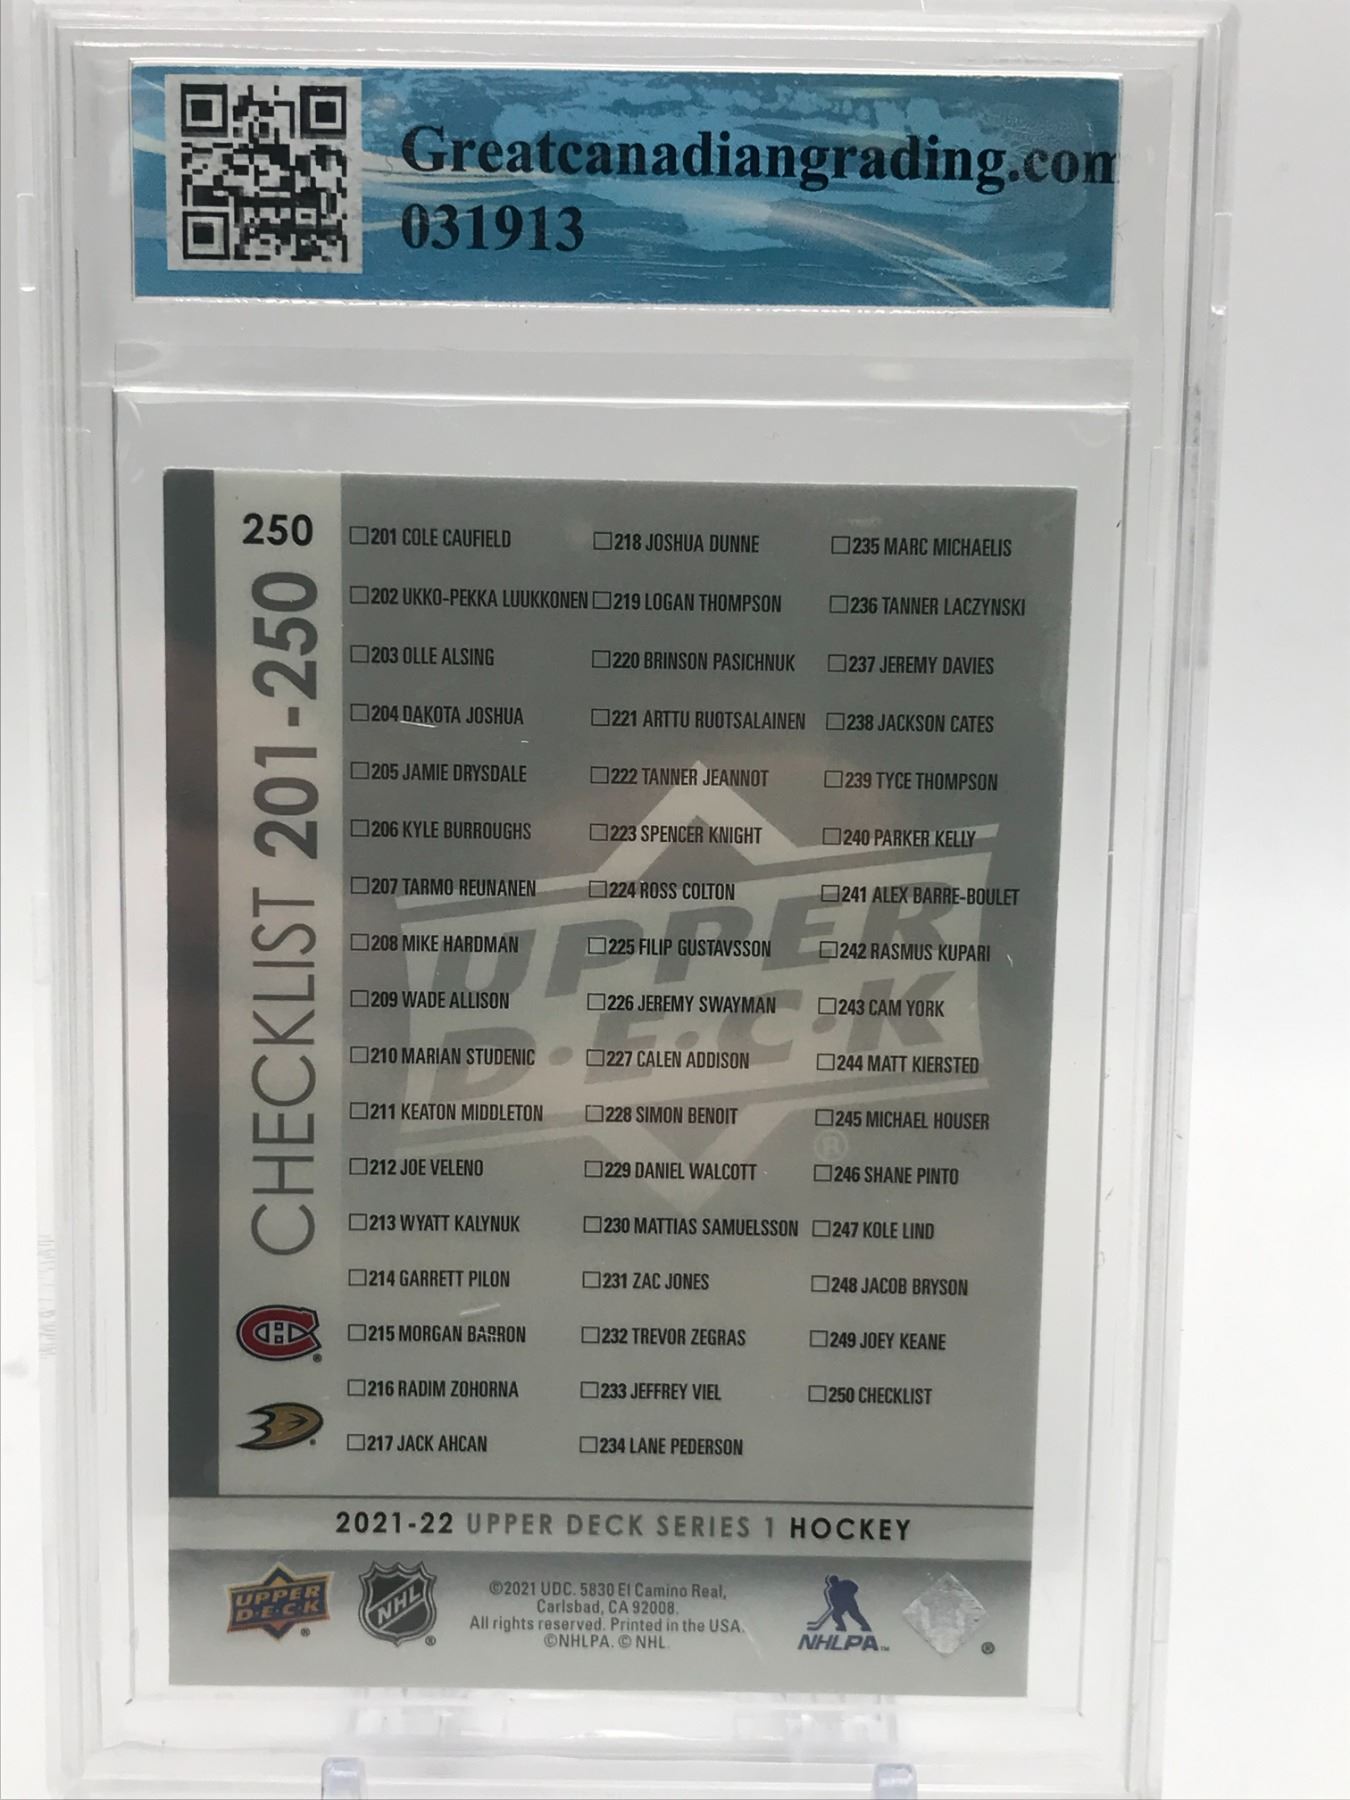 Greatcanadiangrading.com
031913
250
CHECKLIST 201-250
201 COLE CAUFIELD
202 UKKO-PEKKA LUUKKONEN
203 OLLE ALSING
204 DAKOTA JOSHUA
205 JAMIE DRYSDALE
206 KYLE BURROUGHS
207 TARMO REUNANEN
208 MIKE HARDMAN
209 WADE ALLISON
210 MARIAN STUDENIC
211 KEATON MIDDLETON
212 JOE VELENO
213 WYATT KALYNUK
214 GARRETT PILON
215 MORGAN BARRON
216 RADIM ZOHORNA
217 JACK AHCAN
218 JOSHUA DUNNE
219 LOGAN THOMPSON
220 BRINSON PASICHNUK
221 ARTTU RUOTSALAINEN
222 TANNER JEANNOT
223 SPENCER KNIGHT
224 ROSS COLTON
225 FILIP GUSTAVSSON
226 JEREMY SWAYMAN
227 CALEN ADDISON
228 SIMON BENOIT
229 DANIEL WALCOTT
230 MATTIAS SAMUELSSON
231 ZAC JONES
232 TREVOR ZEGRAS
233 JEFFREY VIEL
234 LANE PEDERSON
235 MARC MICHAELIS
236 TANNER LACZYNSKI
237 JEREMY DAVIES
238 JACKSON CATES
239 TYCE THOMPSON
240 PARKER KELLY
241 ALEX BARRE-BOULET
242 RASMUS KUPARI
243 CAM YORK
244 MATT KIERSTED
245 MICHAEL HOUSER
246 SHANE PINTO
247 KOLE LIND
248 JACOB BRYSON
249 JOEY KEANE
250 CHECKLIST
UPPER
D·E·C·K
®
2021-22 UPPER DECK SERIES 1 HOCKEY
UPPER
D·E·C·K
®
NHL
®
©2021 UDC. 5830 El Camino Real,
Carlsbad, CA 92008.
All rights reserved. Printed in the USA.
©NHLPA. © NHL.
NHLPA™
®